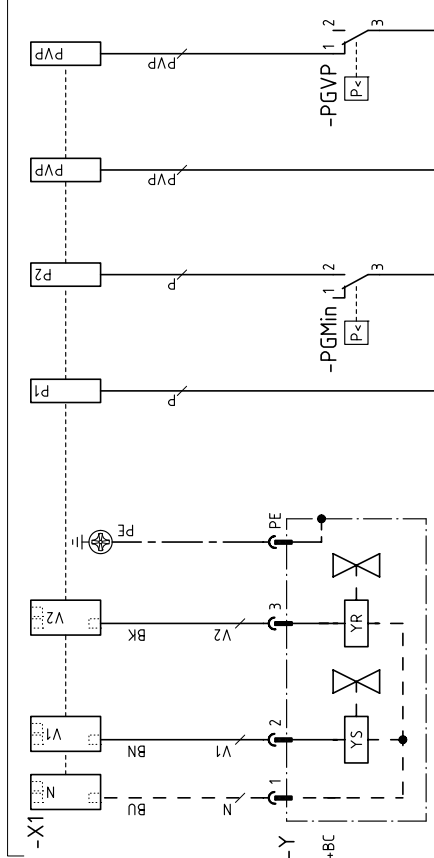 -X1
N
V1
V2
P1
P2
PVP
PVP
BU
BN
BK
PE
N
V1
V2
P
P
PVP
PVP
1
2
3
PE
-Y
+BC
YS
YR
-PGMin
P<
1
2
3
-PGVP
P<
1
2
3